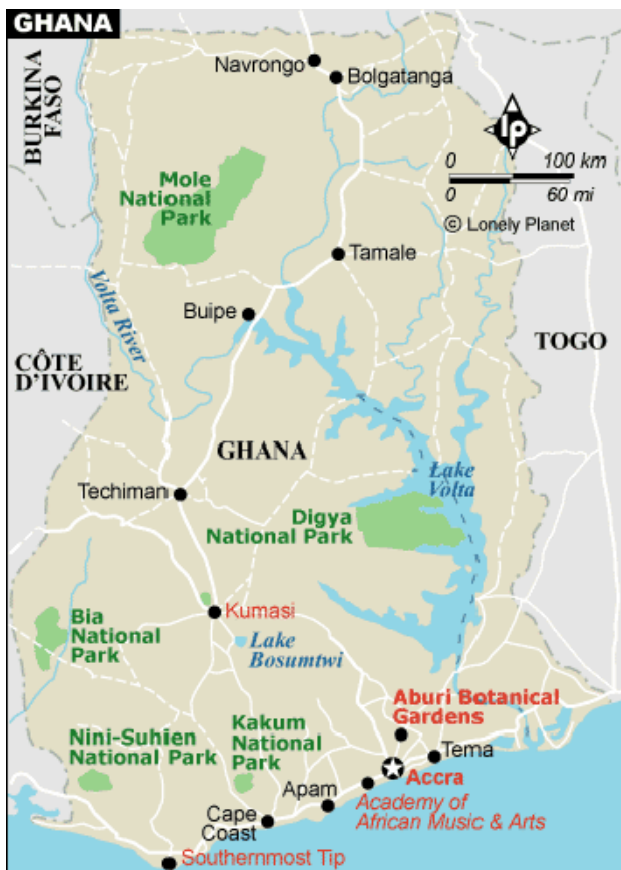 GHANA
BURKINA
FASO
Navrongo
Bolgatanga
lp
0 100 km
0 60 mi
© Lonely Planet
Mole
National
Park
Tamale
Volta River
Buipe
CÔTE
D'IVOIRE
TOGO
GHANA
Techiman
Lake
Volta
Digya
National Park
Kumasi
Bia
National
Park
Lake
Bosumtwi
Aburi Botanical
Gardens
Nini-Suhien
National Park
Kakum
National
Park
Tema
Accra
Apam
Academy of
African Music & Arts
Cape
Coast
Southernmost Tip